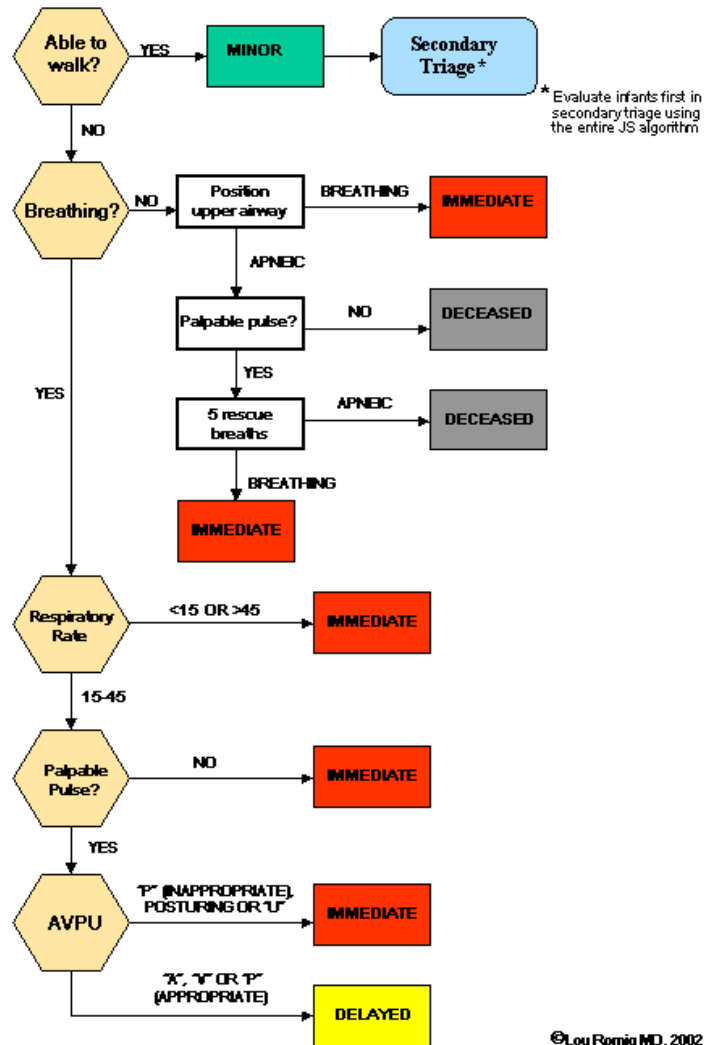 Able to
walk?
YES
MINOR
Secondary
Triage*
* Evaluate infants first in
secondary triage using
the entire JS algorithm
NO
Breathing?
NO
Position
upper airway
BREATHING
IMMEDIATE
APNEIC
Palpable pulse?
NO
DECEASED
YES
YES
5 rescue
breaths
APNEIC
DECEASED
BREATHING
IMMEDIATE
Respiratory
Rate
<15 OR >45
IMMEDIATE
15-45
Palpable
Pulse?
NO
IMMEDIATE
YES
AVPU
"P" (INAPPROPRIATE),
POSTURING OR "U"
IMMEDIATE
"A", "V" OR "P"
(APPROPRIATE)
DELAYED
©Lou Romig MD, 2002